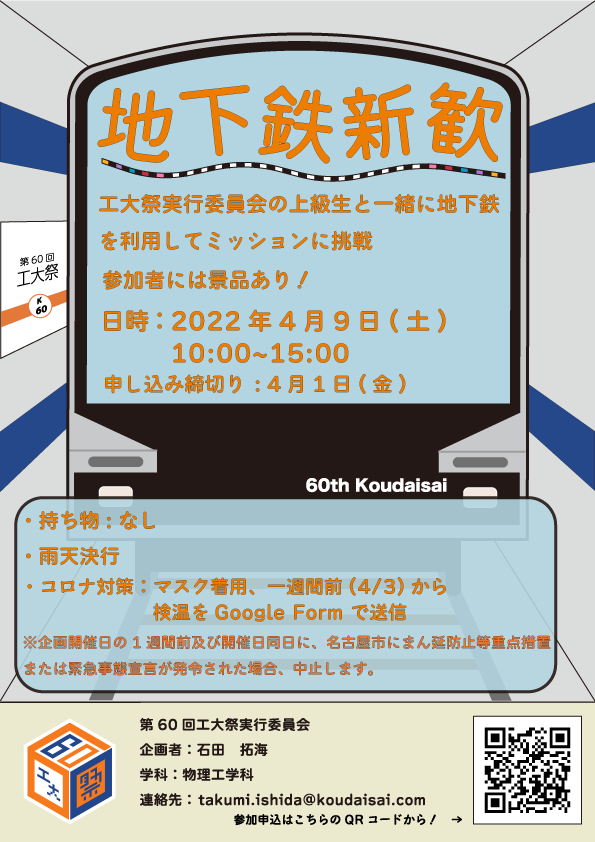 地下鉄新歓
工大祭実行委員会の上級生と一緒に地下鉄
を利用してミッションに挑戦
参加者には景品あり！
日時：2022年4月9日(土)
10:00~15:00
申し込み締切り：4月1日(金)
第60回
工大祭
K
60
60th Koudaisai
・持ち物：なし
・雨天決行
・コロナ対策：マスク着用、一週間前(4/3)から
検温をGoogle Formで送信
※企画開催日の1週間前及び開催日同日に、名古屋市にまん延防止等重点措置
または緊急事態宣言が発令された場合、中止します。
60
工大
祭
第60回工大祭実行委員会
企画者：石田　拓海
学科：物理工学科
連絡先：takumi.ishida@koudaisai.com
参加申込はこちらのQRコードから！　→